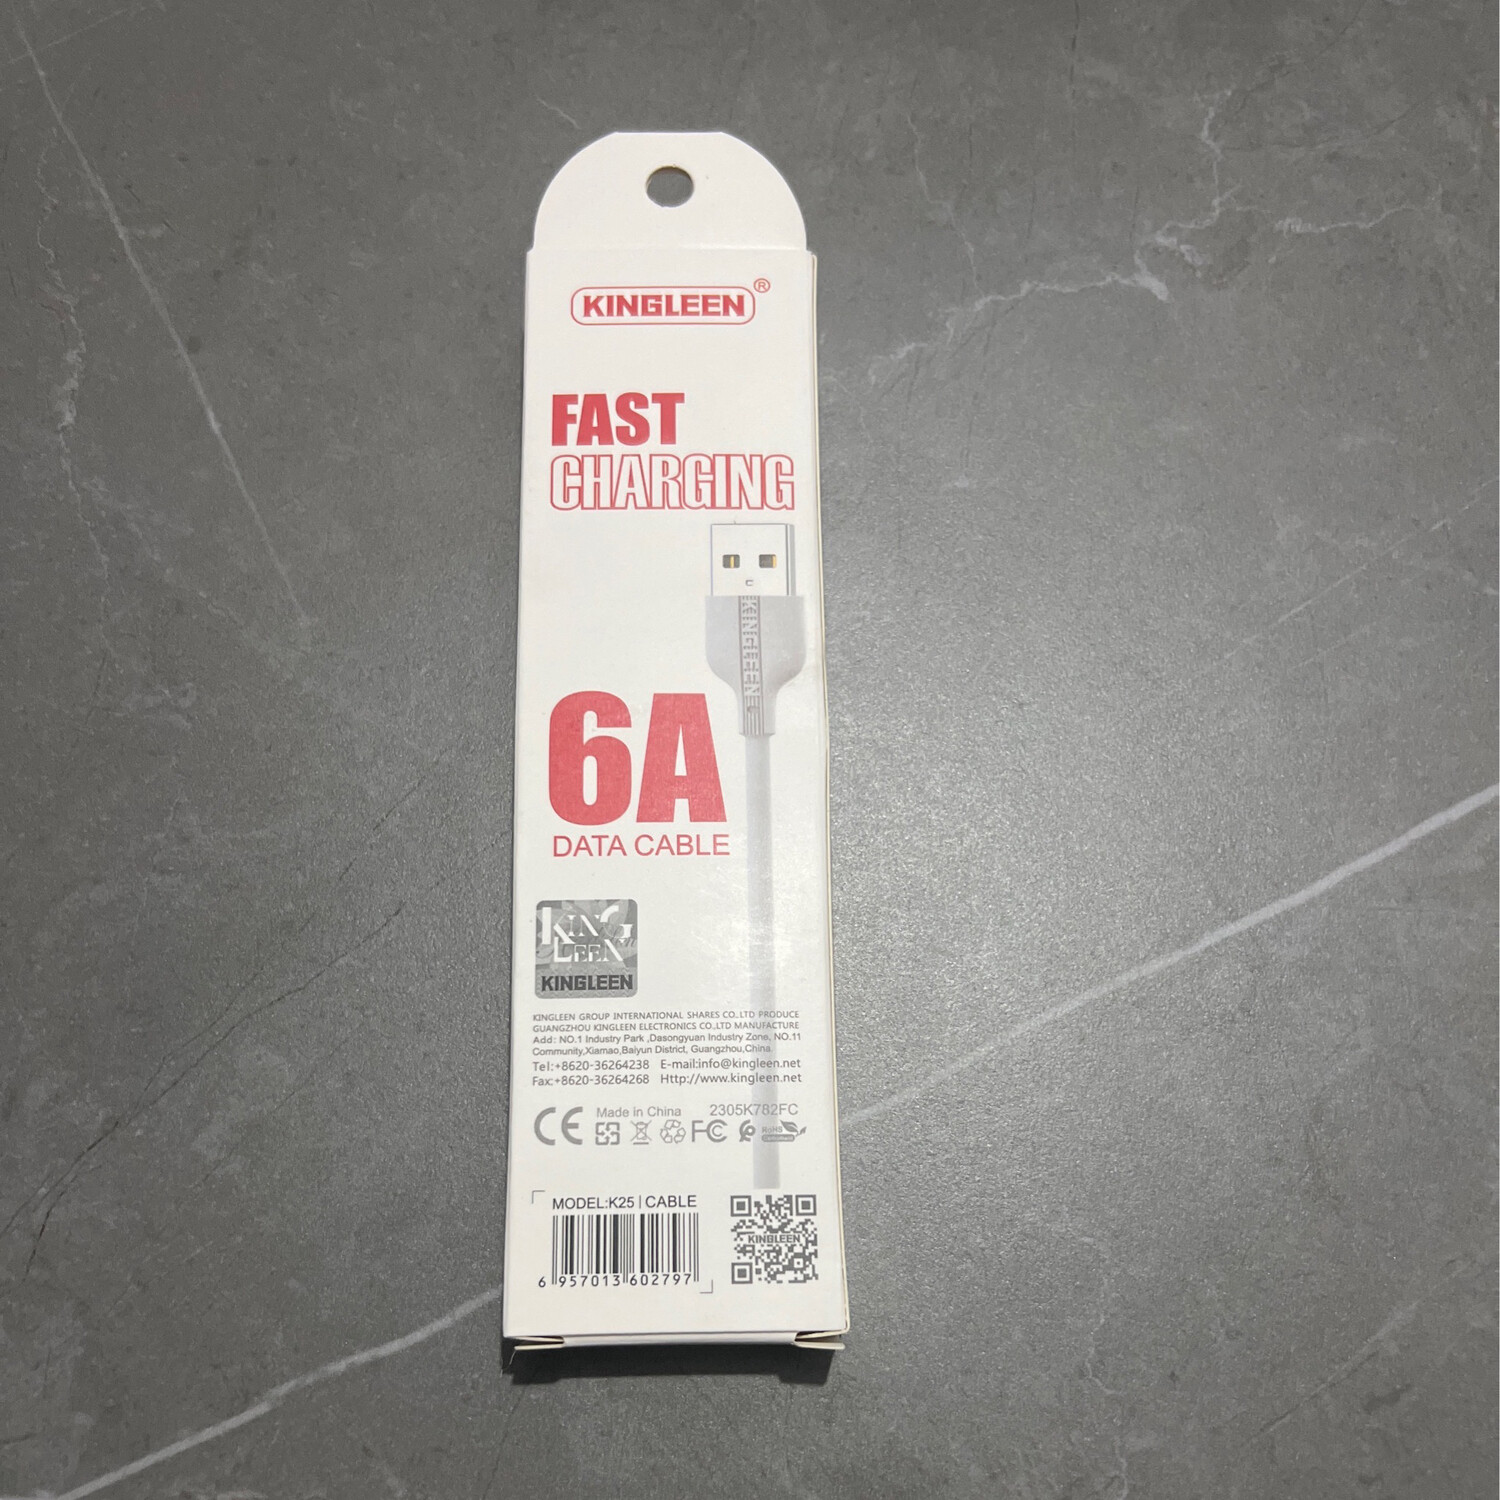 KINGLEEN®
FAST
CHARGING
KINGLEEN
6A
DATA CABLE
KING
LEEN
KINGLEEN
KINGLEEN GROUP INTERNATIONAL SHARES CO.,LTD PRODUCE
GUANGZHOU KINGLEEN ELECTRONICS CO.,LTD MANUFACTURE
Add: NO.1 Industry Park ,Dasongyuan Industry Zone, NO.11
Community,Xiamao,Baiyun District, Guangzhou,China.
Tel:+8620-36264238 E-mail:info@kingleen.net
Fax:+8620-36264268 Http://www.kingleen.net
Made in China 2305K782FC
CE FC RoHS
MODEL:K25 | CABLE
KINGLEEN
6 957013 602797